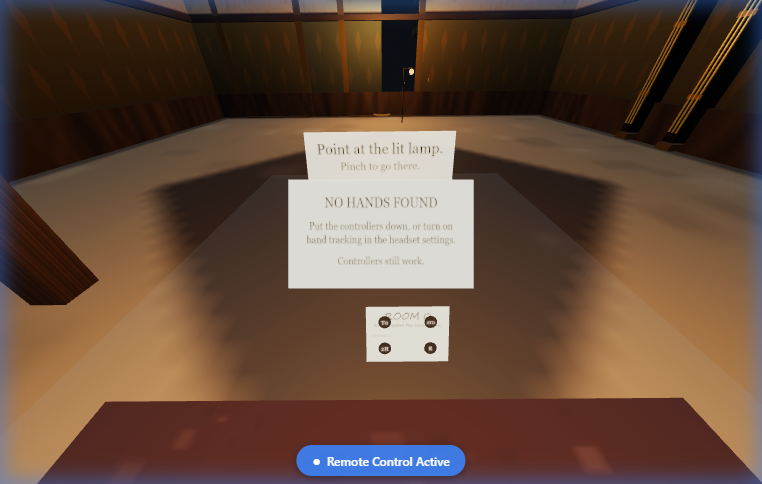 Point at the lit lamp.
Pinch to go there.
NO HANDS FOUND
Put the controllers down, or turn on
hand tracking in the headset settings.
Controllers still work.
ROOM
Remote Control Active